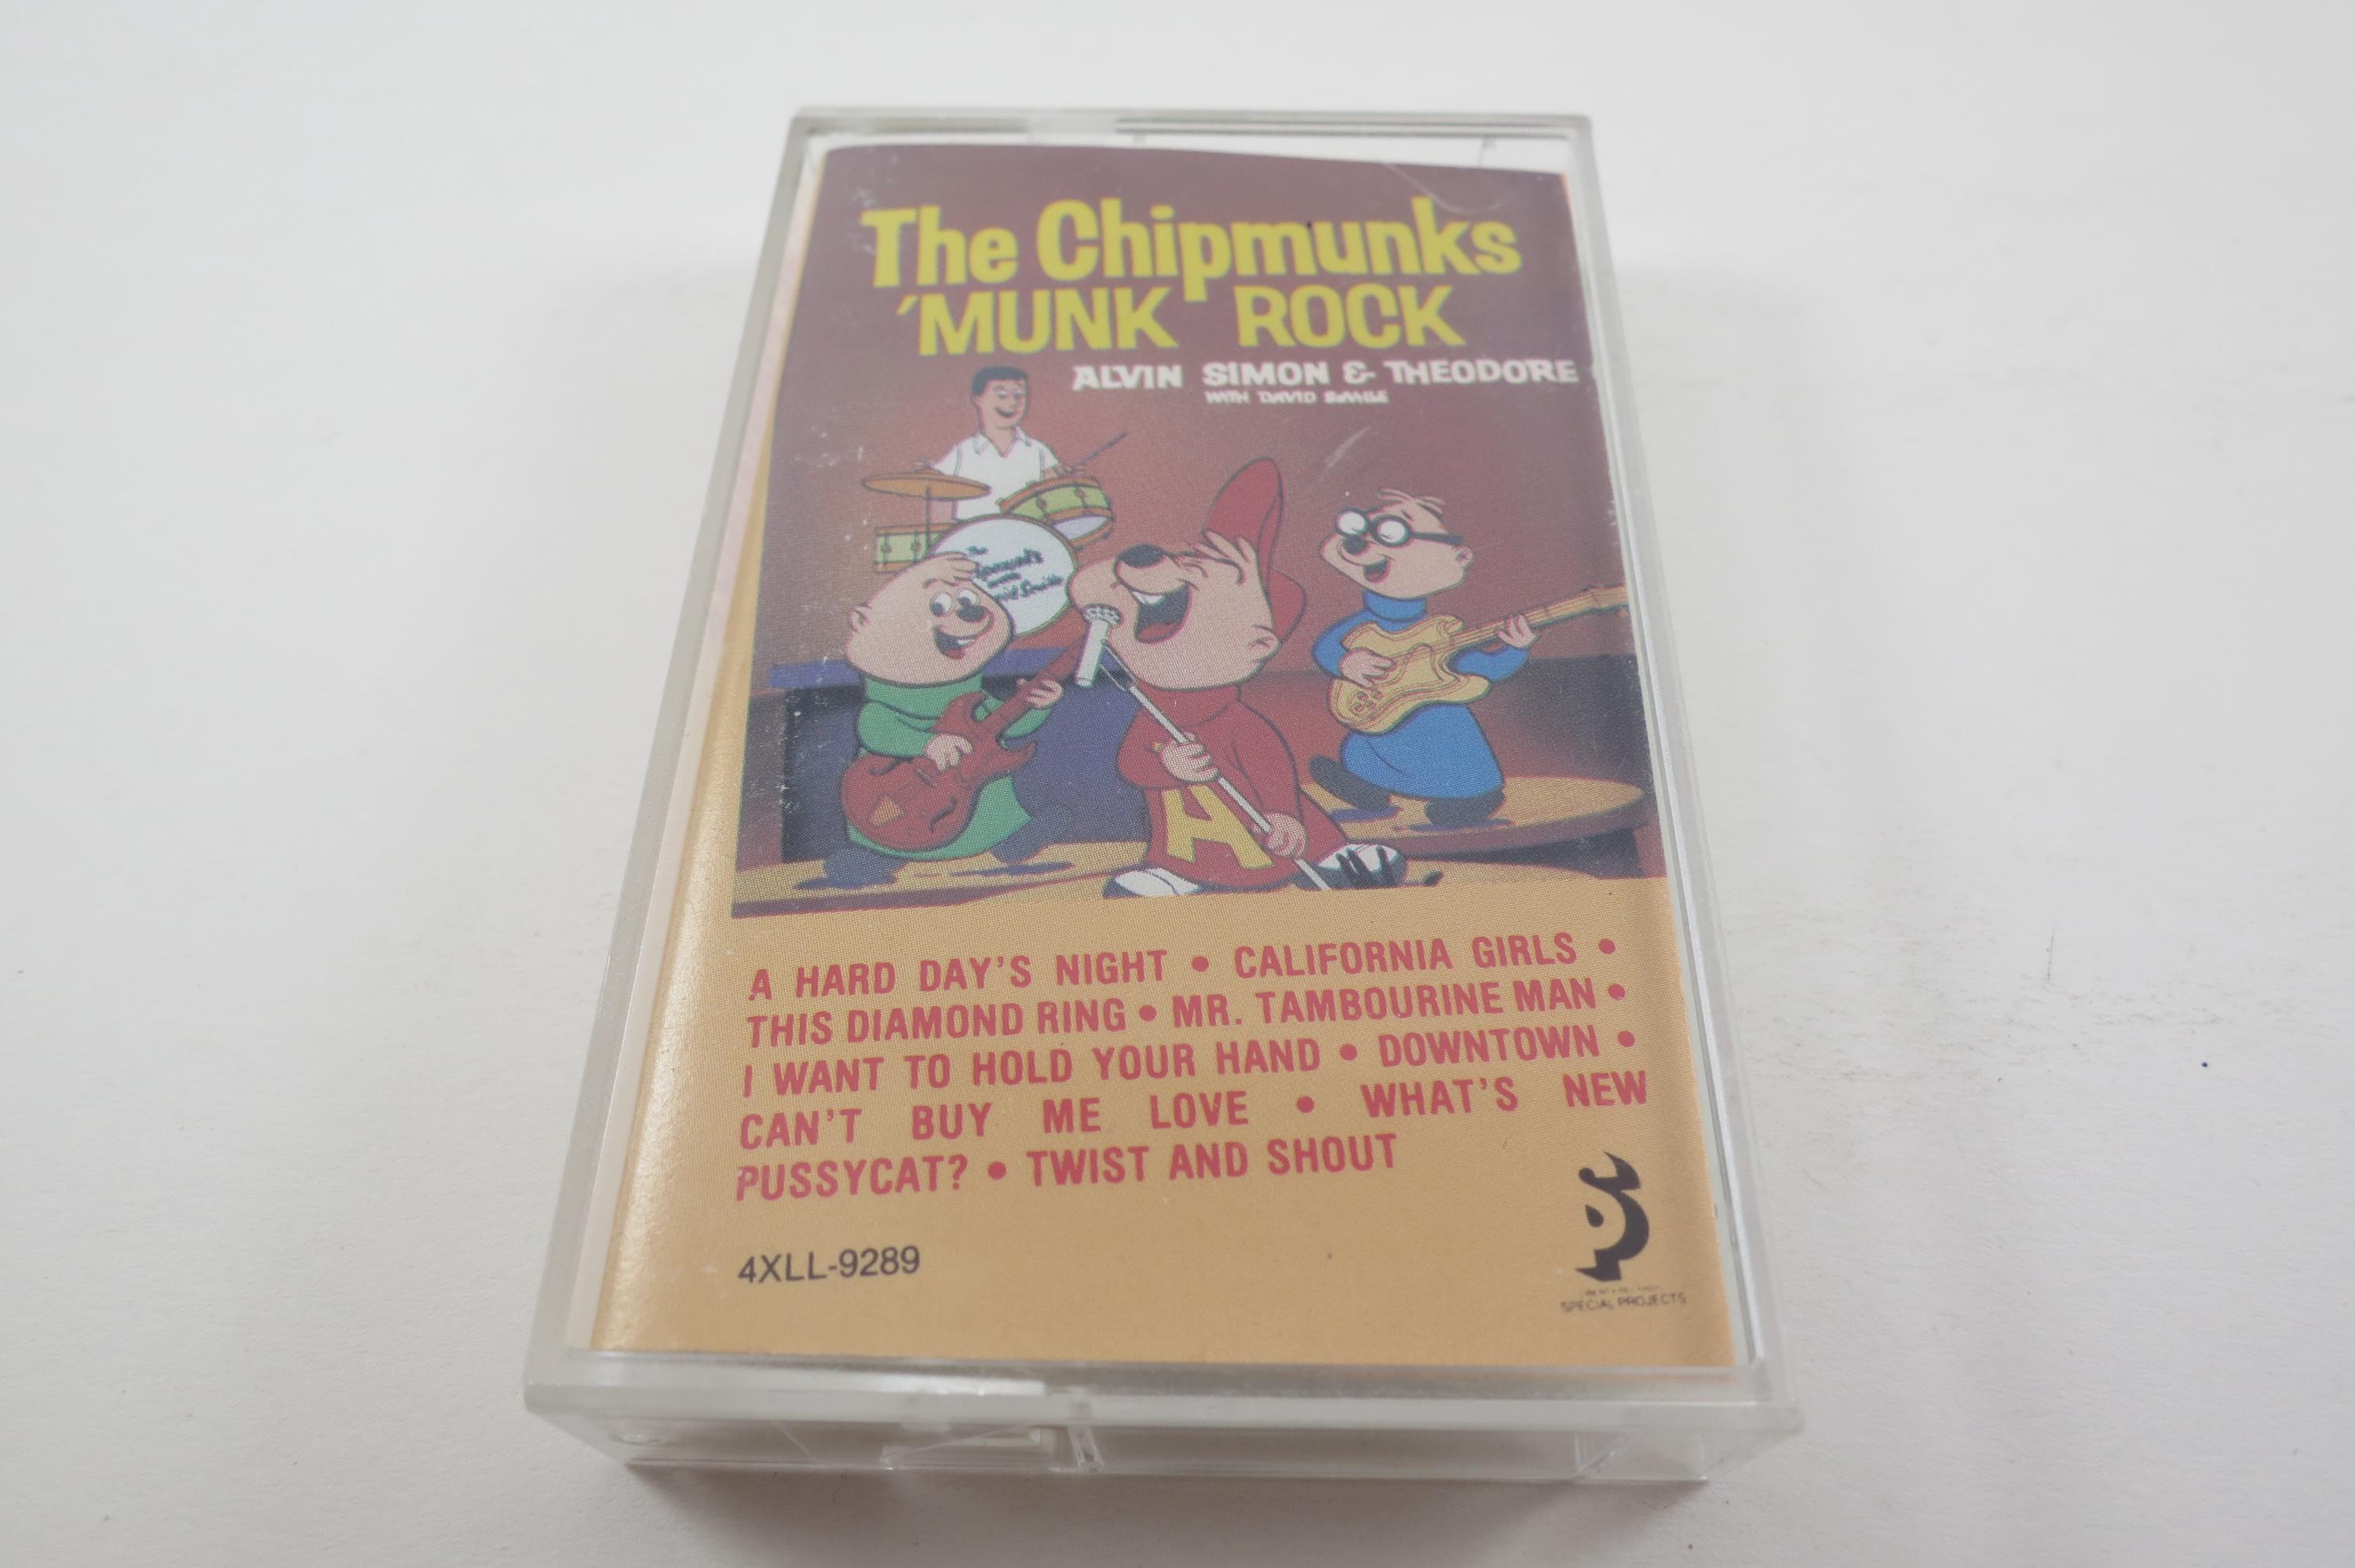 The Chipmunks
'MUNK ROCK
ALVIN SIMON & THEODORE
WITH DAVID SEVILLE
The
A HARD DAY'S NIGHT • CALIFORNIA GIRLS •
THIS DIAMOND RING • MR. TAMBOURINE MAN •
I WANT TO HOLD YOUR HAND • DOWNTOWN •
CAN'T BUY ME LOVE • WHAT'S NEW
PUSSYCAT? • TWIST AND SHOUT
4XLL-9289
SPECIAL PROJECTS
A